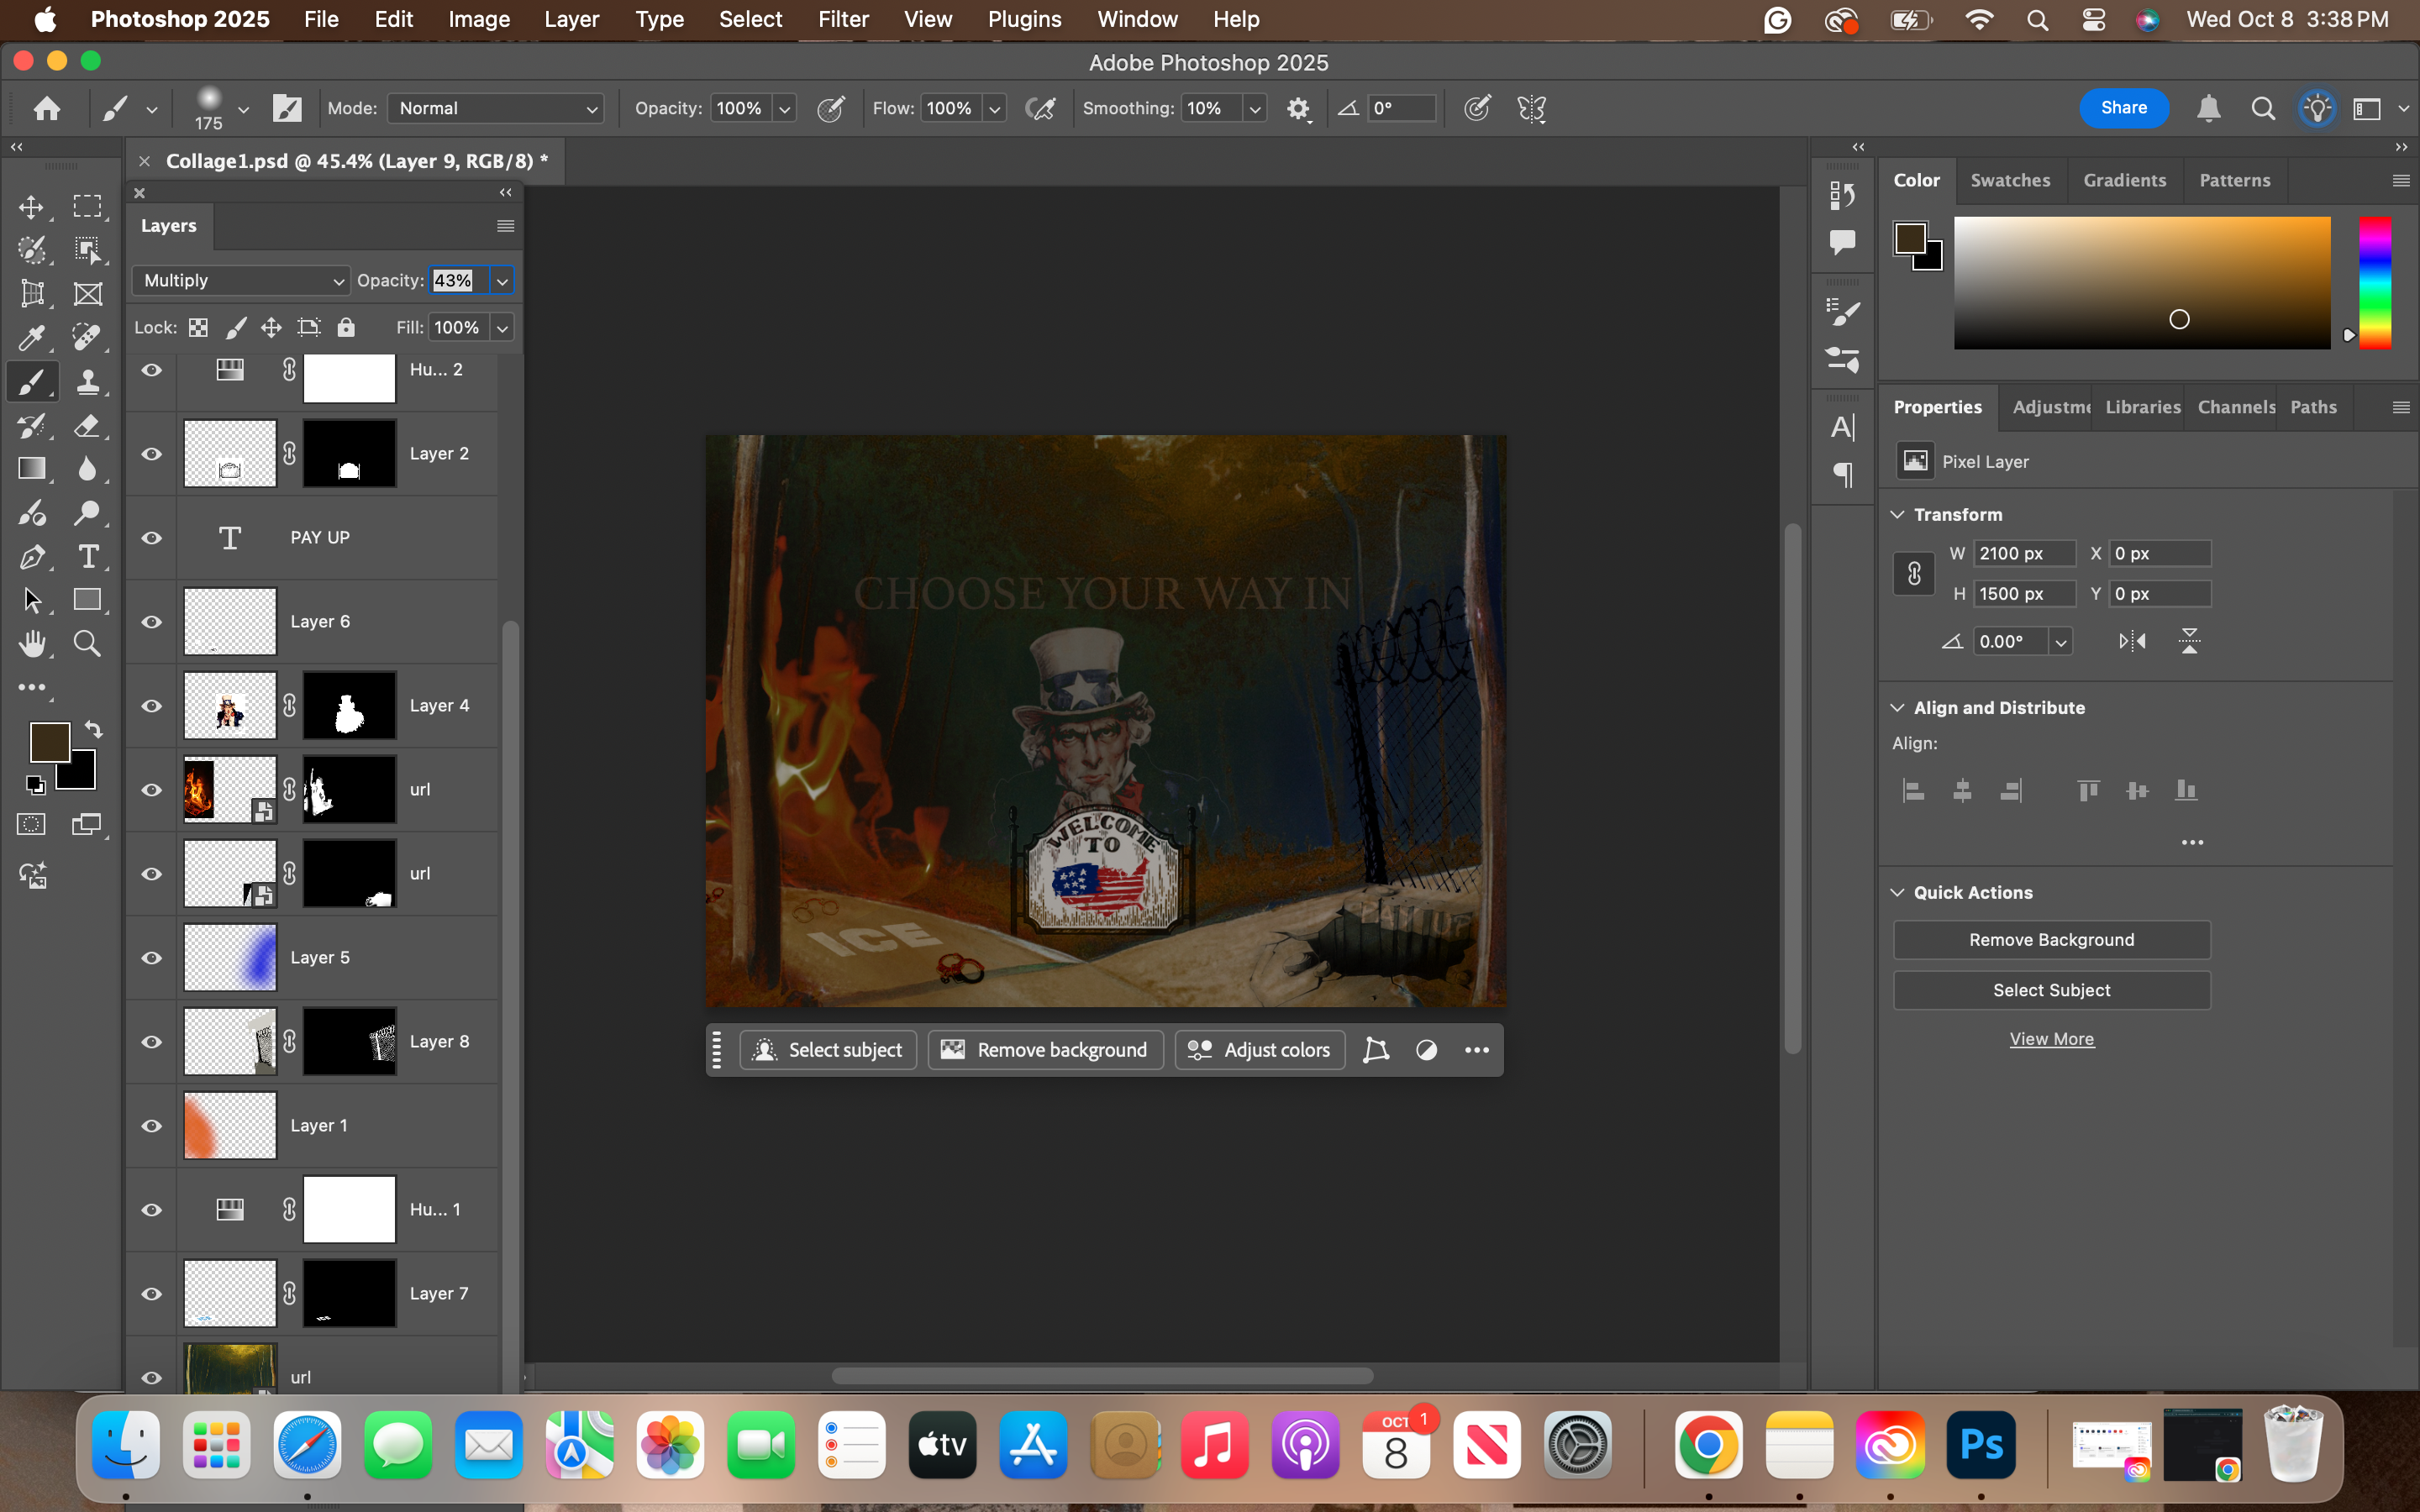 Photoshop 2025 File Edit Image Layer Type Select Filter View Plugins Window Help Wed Oct 8 3:38 PM
Adobe Photoshop 2025
175 Mode: Normal Opacity: 100% Flow: 100% Smoothing: 10% 0° Share
Collage1.psd @ 45.4% (Layer 9, RGB/8) *
Layers
Multiply Opacity: 43%
Lock: Fill: 100%
Hu... 2
Layer 2
PAY UP
Layer 6
Layer 4
url
url
Layer 5
Layer 8
Layer 1
Hu... 1
Layer 7
url
CHOOSE YOUR WAY IN
WELCOME
TO
ICE
Select subject Remove background Adjust colors
Color Swatches Gradients Patterns
Properties Adjustme Libraries Channels Paths
Pixel Layer
Transform
W 2100 px X 0 px
H 1500 px Y 0 px
0.00°
Align and Distribute
Align:
Quick Actions
Remove Background
Select Subject
View More
tv OCT 1
8
Ps